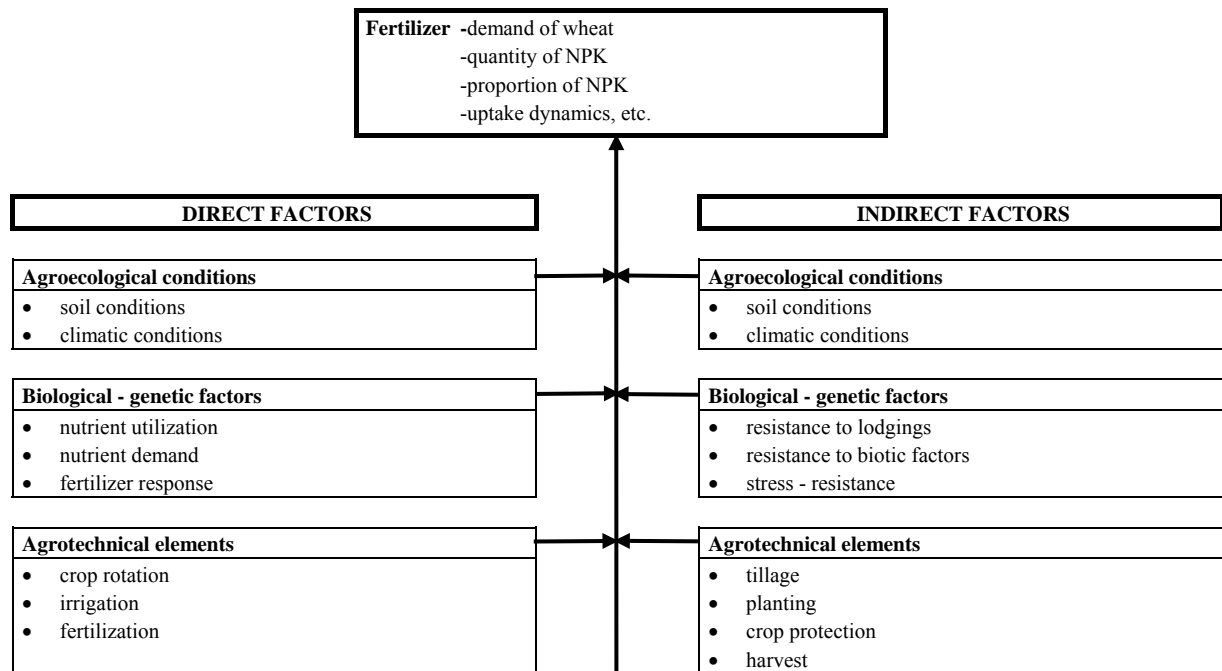 Fertilizer -demand of wheat
-quantity of NPK
-proportion of NPK
-uptake dynamics, etc.
DIRECT FACTORS
INDIRECT FACTORS
Agroecological conditions
• soil conditions
• climatic conditions
Agroecological conditions
• soil conditions
• climatic conditions
Biological - genetic factors
• nutrient utilization
• nutrient demand
• fertilizer response
Biological - genetic factors
• resistance to lodgings
• resistance to biotic factors
• stress - resistance
Agrotechnical elements
• crop rotation
• irrigation
• fertilization
Agrotechnical elements
• tillage
• planting
• crop protection
• harvest